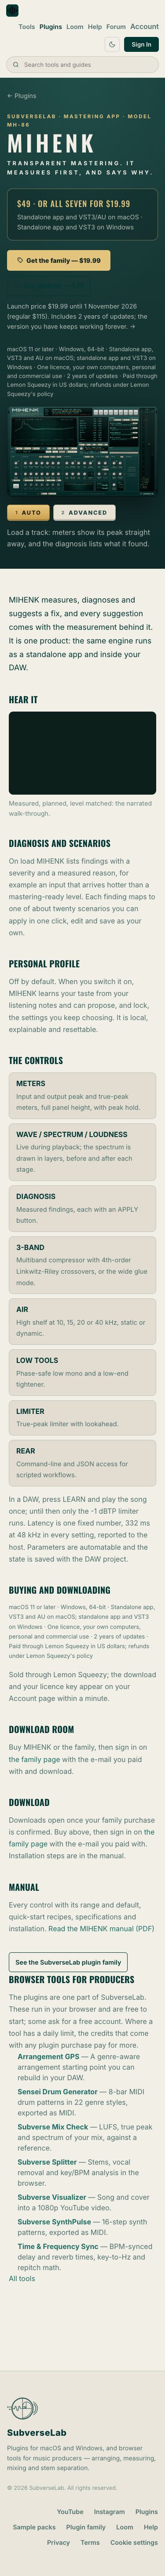 Tools Plugins Loom Help Forum Account
Sign In
Search tools and guides
← Plugins
SUBVERSELAB · MASTERING APP · MODEL
MH-86
MIHENK
TRANSPARENT MASTERING. IT
MEASURES FIRST, AND SAYS WHY.
$49 · OR ALL SEVEN FOR $19.99
Standalone app and VST3/AU on macOS ·
Standalone app and VST3 on Windows
Get the family — $19.99
Launch price $19.99 until 1 November 2026
(regular $115). Includes 2 years of updates; the
version you have keeps working forever. →
macOS 11 or later · Windows, 64-bit · Standalone app,
VST3 and AU on macOS; standalone app and VST3 on
Windows · One licence, your own computers, personal
and commercial use · 2 years of updates · Paid through
Lemon Squeezy in US dollars; refunds under Lemon
Squeezy's policy
MIHENK
1 AUTO
2 ADVANCED
Load a track: meters show its peak straight
away, and the diagnosis lists what it found.
MIHENK measures, diagnoses and
suggests a fix, and every suggestion
comes with the measurement behind it.
It is one product: the same engine runs
as a standalone app and inside your
DAW.
HEAR IT
Measured, planned, level matched: the narrated
walk-through.
DIAGNOSIS AND SCENARIOS
On load MIHENK lists findings with a
severity and a measured reason, for
example an input that arrives hotter than a
mastering-ready level. Each finding maps to
one of about twenty scenarios you can
apply in one click, edit and save as your
own.
PERSONAL PROFILE
Off by default. When you switch it on,
MIHENK learns your taste from your
listening notes and can propose, and lock,
the settings you keep choosing. It is local,
explainable and resettable.
THE CONTROLS
METERS
Input and output peak and true-peak
meters, full panel height, with peak hold.
WAVE / SPECTRUM / LOUDNESS
Live during playback; the spectrum is
drawn in layers, before and after each
stage.
DIAGNOSIS
Measured findings, each with an APPLY
button.
3-BAND
Multiband compressor with 4th-order
Linkwitz-Riley crossovers, or the wide glue
mode.
AIR
High shelf at 10, 15, 20 or 40 kHz, static or
dynamic.
LOW TOOLS
Phase-safe low mono and a low-end
tightener.
LIMITER
True-peak limiter with lookahead.
REAR
Command-line and JSON access for
scripted workflows.
In a DAW, press LEARN and play the song
once; until then only the -1 dBTP limiter
runs. Latency is one fixed number, 332 ms
at 48 kHz in every setting, reported to the
host. Parameters are automatable and the
state is saved with the DAW project.
BUYING AND DOWNLOADING
macOS 11 or later · Windows, 64-bit · Standalone app,
VST3 and AU on macOS; standalone app and VST3
on Windows · One licence, your own computers,
personal and commercial use · 2 years of updates ·
Paid through Lemon Squeezy in US dollars; refunds
under Lemon Squeezy's policy
Sold through Lemon Squeezy; the download
and your licence key appear on your
Account page within a minute.
DOWNLOAD ROOM
Buy MIHENK or the family, then sign in on
the family page with the e-mail you paid
with and download.
DOWNLOAD
Downloads open once your family purchase
is confirmed. Buy above, then sign in on the
family page with the e-mail you paid with.
Installation steps are in the manual.
MANUAL
Every control with its range and default,
quick-start recipes, specifications and
installation. Read the MIHENK manual (PDF)
See the SubverseLab plugin family
BROWSER TOOLS FOR PRODUCERS
The plugins are one part of SubverseLab.
These run in your browser and are free to
start; some ask for a free account. Where a
tool has a daily limit, the credits that come
with any plugin purchase pay for more.
Arrangement GPS — A genre-aware
arrangement starting point you can
rebuild in your DAW.
Sensei Drum Generator — 8-bar MIDI
drum patterns in 22 genre styles,
exported as MIDI.
Subverse Mix Check — LUFS, true peak
and spectrum of your mix, against a
reference.
Subverse Splitter — Stems, vocal
removal and key/BPM analysis in the
browser.
Subverse Visualizer — Song and cover
into a 1080p YouTube video.
Subverse SynthPulse — 16-step synth
patterns, exported as MIDI.
Time & Frequency Sync — BPM-synced
delay and reverb times, key-to-Hz and
repitch math.
All tools
SubverseLab
Plugins for macOS and Windows, and browser
tools for music producers — arranging, measuring,
mixing and stem separation.
© 2026 SubverseLab. All rights reserved.
YouTube Instagram Plugins
Sample packs Plugin family Loom Help
Privacy Terms Cookie settings